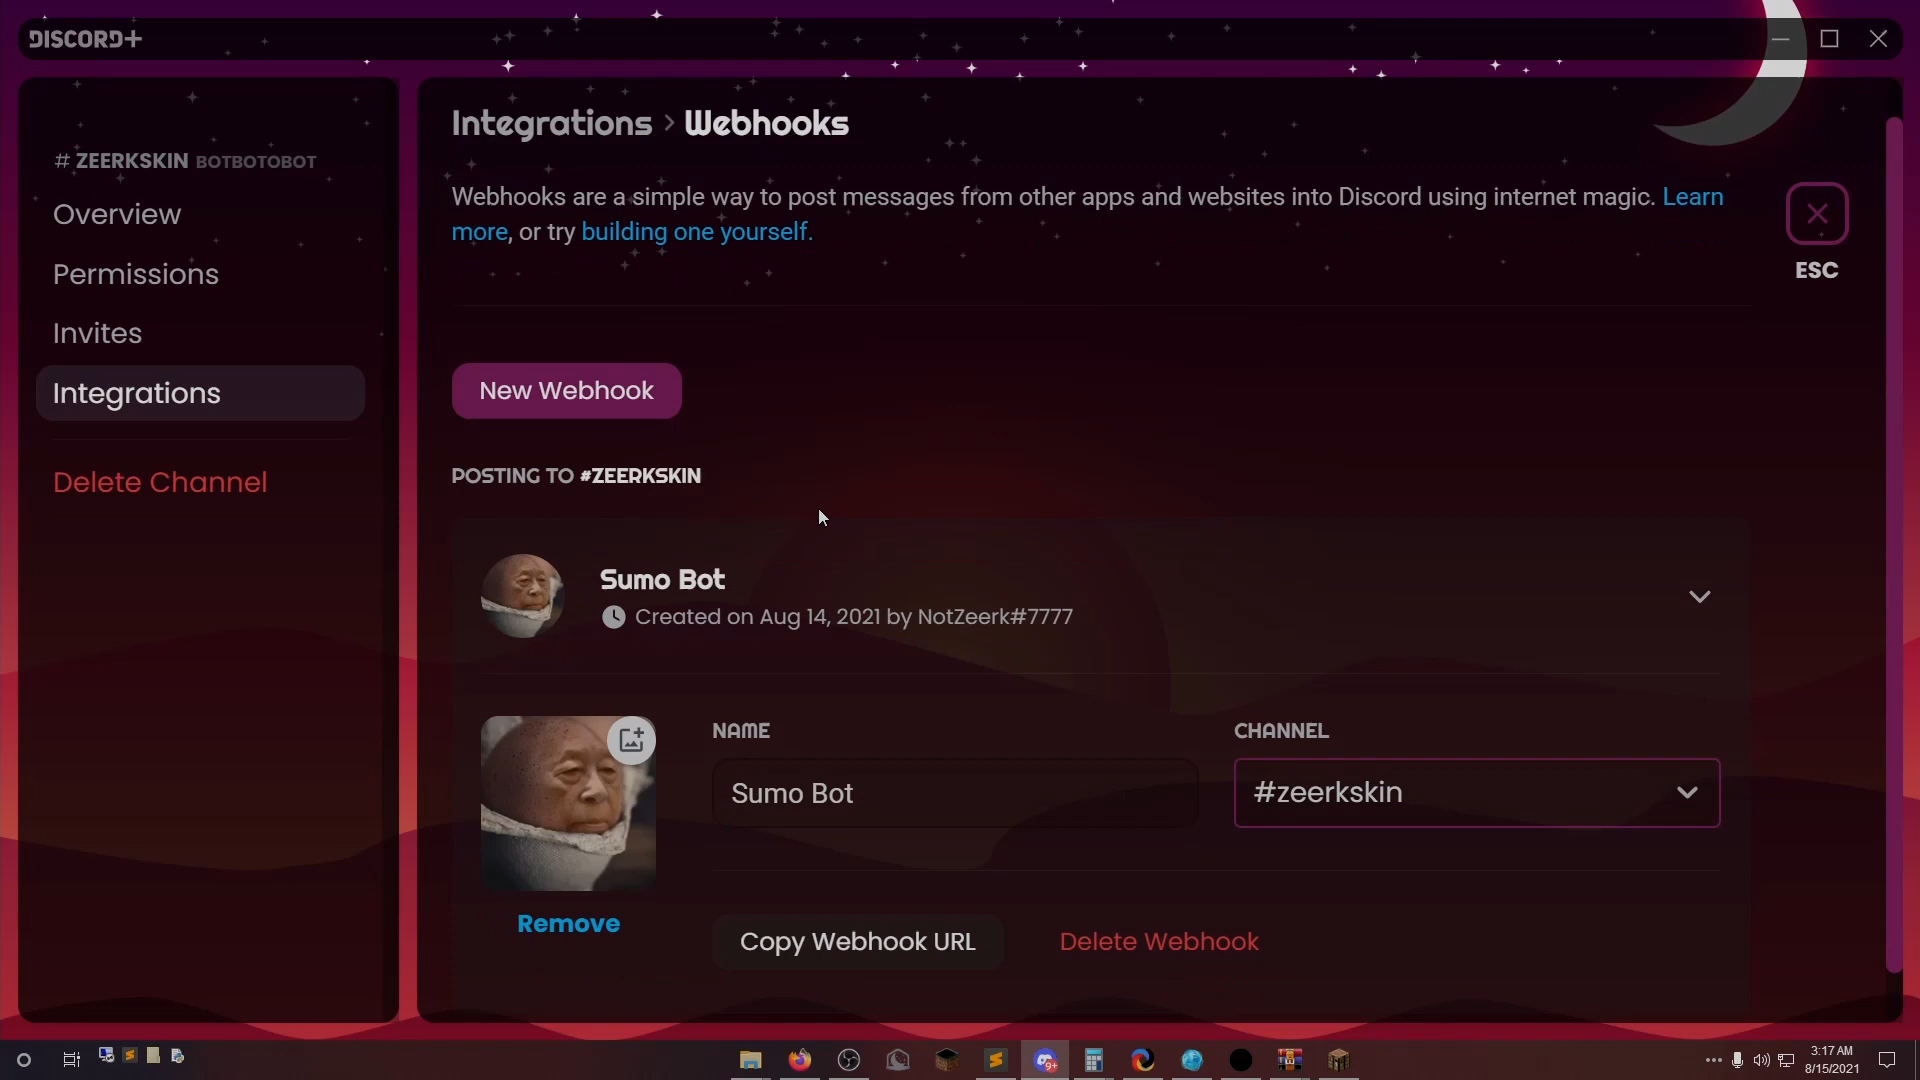 DISCORD+
# ZEERKSKIN BOTBOTOBOT
Overview
Permissions
Invites
Integrations
Delete Channel
Integrations > Webhooks
Webhooks are a simple way to post messages from other apps and websites into Discord using internet magic. Learn
more, or try building one yourself.
ESC
New Webhook
POSTING TO #ZEERKSKIN
Sumo Bot
Created on Aug 14, 2021 by NotZeerk#7777
NAME
CHANNEL
Sumo Bot
#zeerkskin
Remove
Copy Webhook URL
Delete Webhook
9+
3:17 AM
8/15/2021